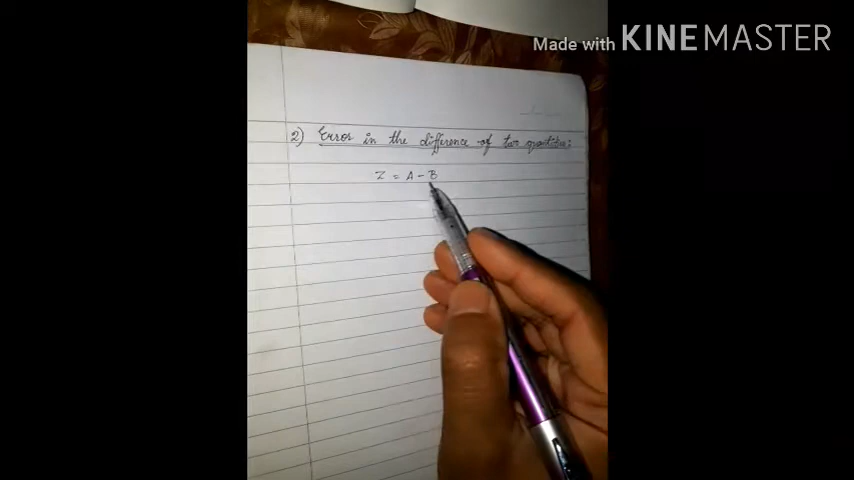 Made with KINEMASTER
2) Error in the difference of two quantities:
Z = A - B